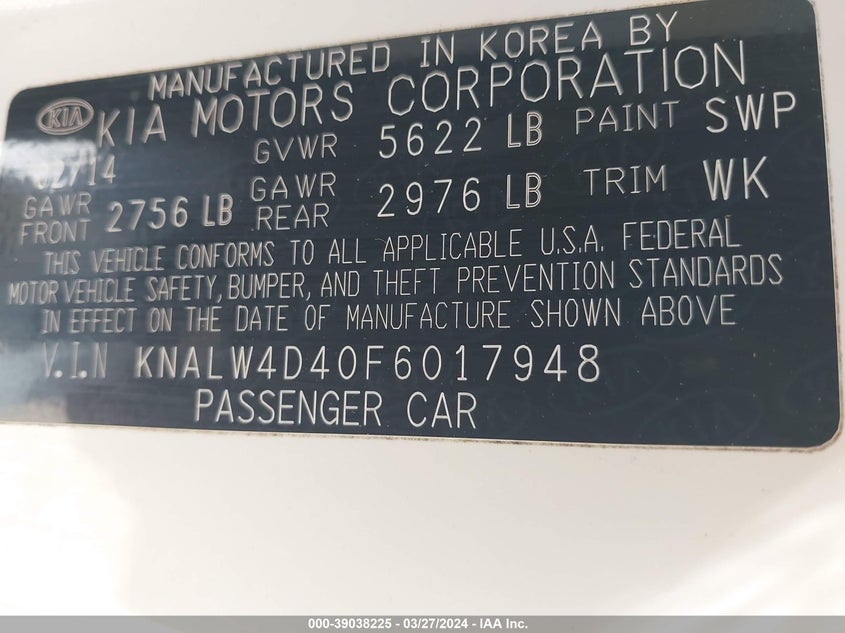 MANUFACTURED IN KOREA BY
KIA KIA MOTORS CORPORATION
02/14 GVWR 5622 LB PAINT SWP
GAWR FRONT 2756 LB GAWR REAR 2976 LB TRIM WK
THIS VEHICLE CONFORMS TO ALL APPLICABLE U.S.A. FEDERAL
MOTOR VEHICLE SAFETY, BUMPER, AND THEFT PREVENTION STANDARDS
IN EFFECT ON THE DATE OF MANUFACTURE SHOWN ABOVE
V.I.N KNALW4D40F6017948
PASSENGER CAR
000-39038225 - 03/27/2024 - IAA Inc.